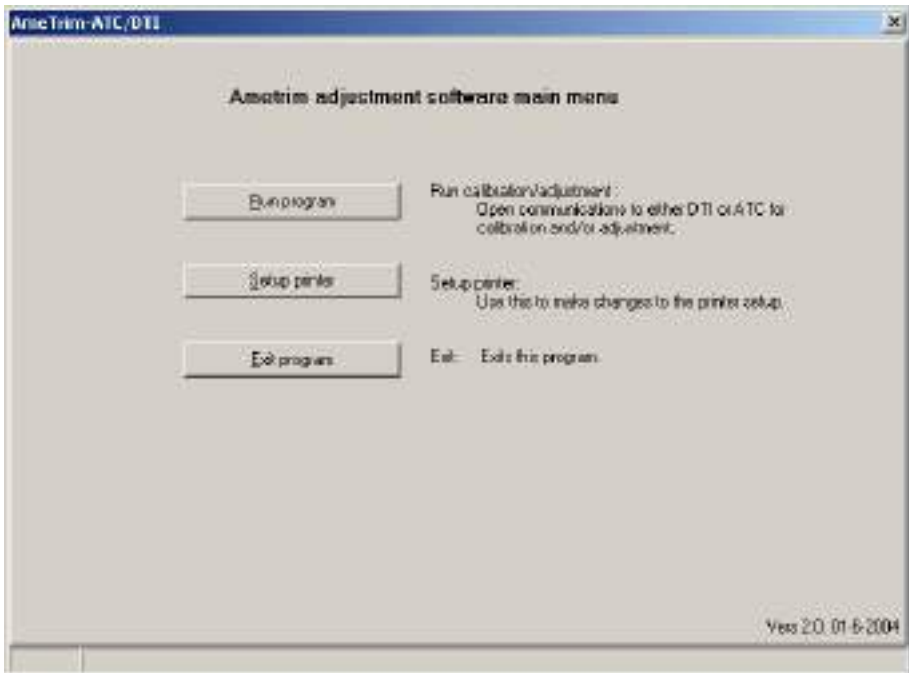 AmeTrim-ATC/DTI
Ametrim adjustment software main menu
Run program
Run calibration/adjustment:
Open communications to either DTI or ATC for
calibration and/or adjustment.
Setup printer
Setup printer:
Use this to make changes to the printer setup.
Exit program
Exit: Exits this program
Vers 2.0, 01-6-2004